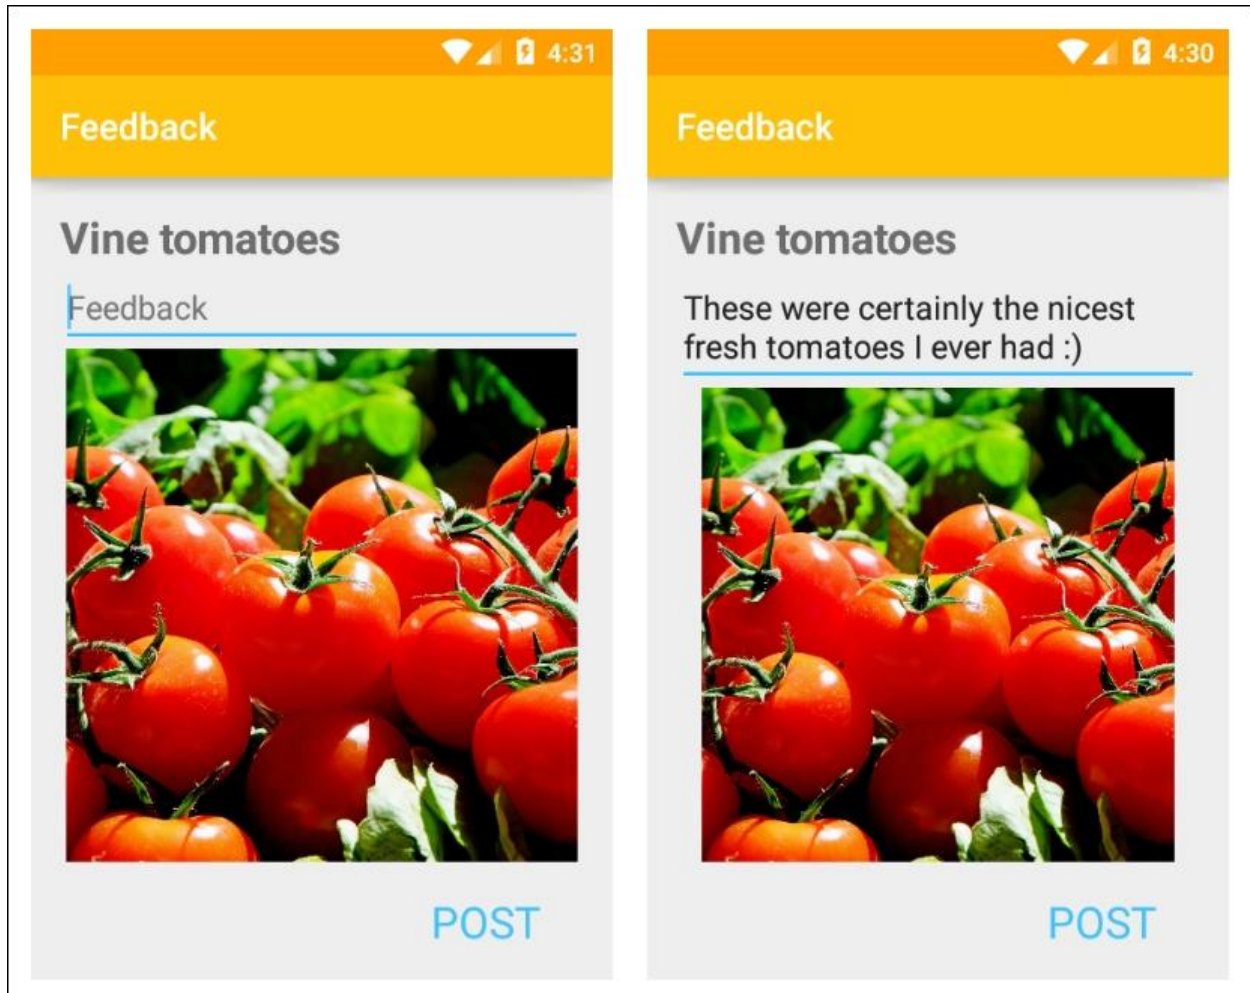 4:31
Feedback
Vine tomatoes
Feedback
POST
4:30
Feedback
Vine tomatoes
These were certainly the nicest
fresh tomatoes I ever had :)
POST